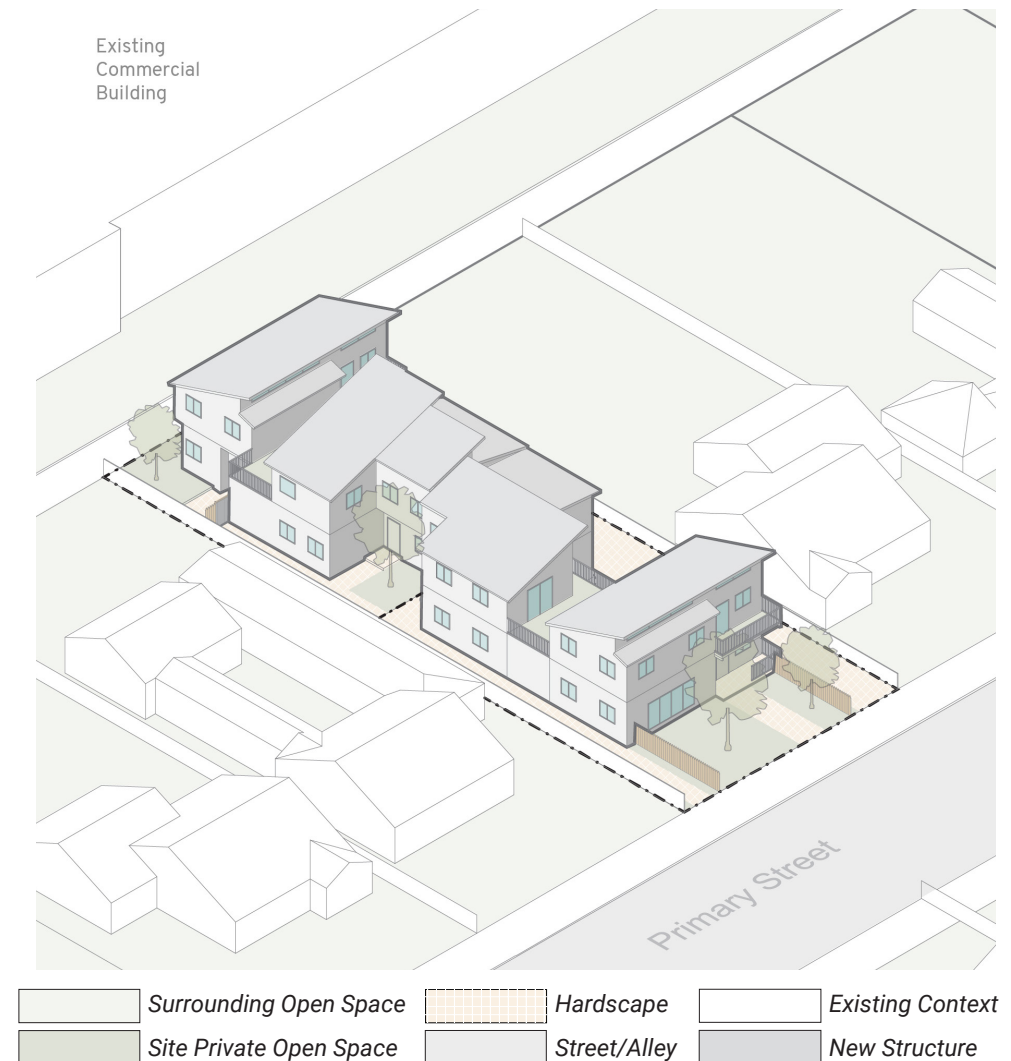 Existing
Commercial
Building
Primary Street
Surrounding Open Space
Hardscape
Existing Context
Site Private Open Space
Street/Alley
New Structure